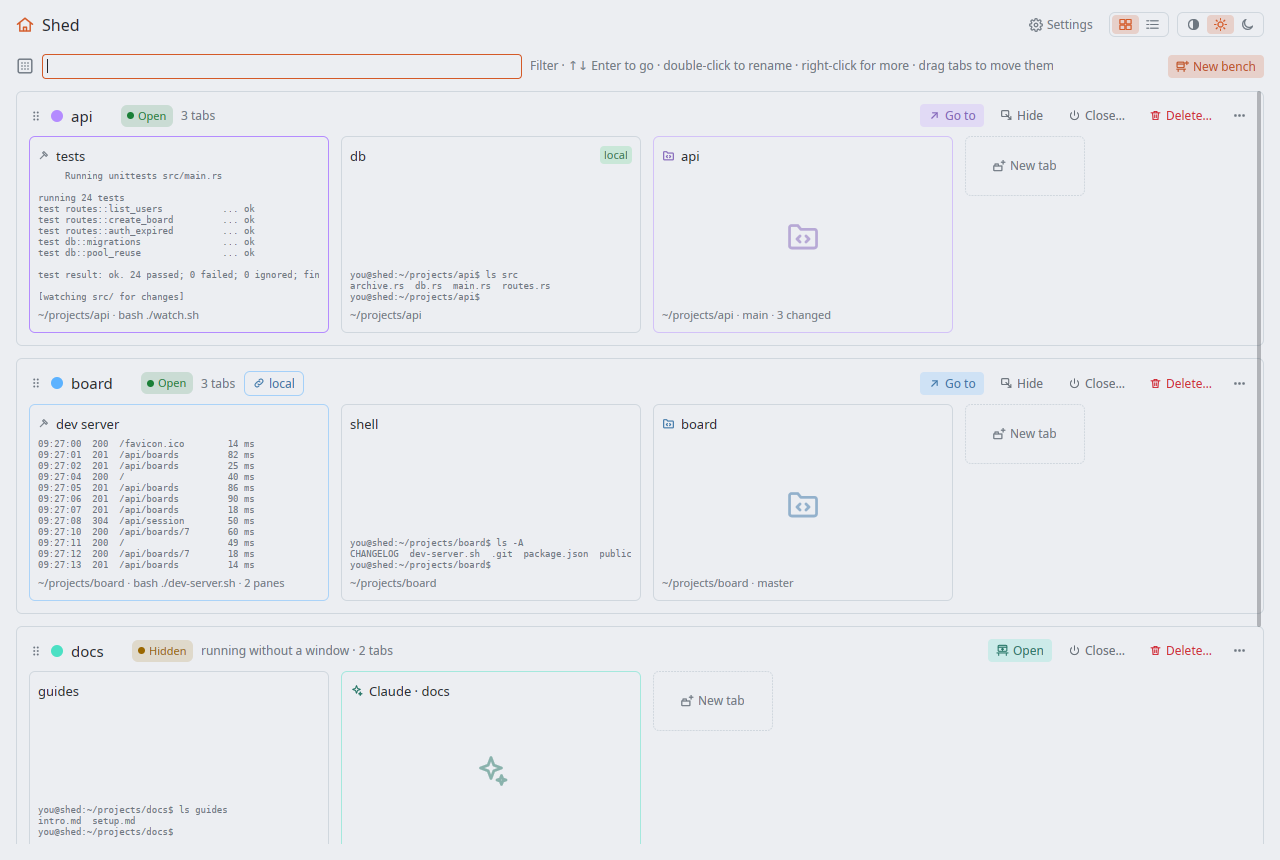 Shed
Settings
Filter · ↑↓ Enter to go · double-click to rename · right-click for more · drag tabs to move them
New bench
api
Open
3 tabs
Go to
Hide
Close...
Delete...
tests
Running unittests src/main.rs
running 24 tests
test routes::list_users ... ok
test routes::create_board ... ok
test routes::auth_expired ... ok
test db::migrations ... ok
test db::pool_reuse ... ok
test result: ok. 24 passed; 0 failed; 0 ignored; fin
[watching src/ for changes]
~/projects/api · bash ./watch.sh
db
local
you@shed:~/projects/api$ ls src
archive.rs db.rs main.rs routes.rs
you@shed:~/projects/api$
~/projects/api
api
~/projects/api · main · 3 changed
New tab
board
Open
3 tabs
local
Go to
Hide
Close...
Delete...
dev server
09:27:00 200 /favicon.ico 14 ms
09:27:01 201 /api/boards 82 ms
09:27:02 201 /api/boards 25 ms
09:27:04 200 / 40 ms
09:27:05 201 /api/boards 86 ms
09:27:06 201 /api/boards 90 ms
09:27:07 201 /api/boards 18 ms
09:27:08 304 /api/session 50 ms
09:27:10 200 /api/boards/7 60 ms
09:27:11 200 / 49 ms
09:27:12 200 /api/boards/7 18 ms
09:27:13 201 /api/boards 14 ms
~/projects/board · bash ./dev-server.sh · 2 panes
shell
you@shed:~/projects/board$ ls -A
CHANGELOG dev-server.sh .git package.json public
you@shed:~/projects/board$
~/projects/board
board
~/projects/board · master
New tab
docs
Hidden
running without a window · 2 tabs
Open
Close...
Delete...
guides
you@shed:~/projects/docs$ ls guides
intro.md setup.md
you@shed:~/projects/docs$
Claude · docs
New tab